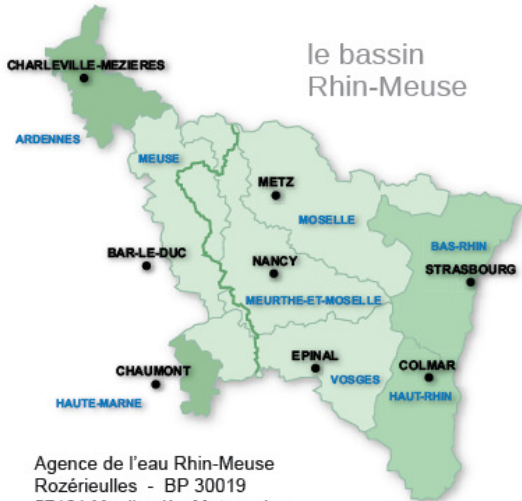 le bassin
Rhin-Meuse
CHARLEVILLE-MEZIERES
ARDENNES
MEUSE
METZ
MOSELLE
BAR-LE-DUC
NANCY
BAS-RHIN
STRASBOURG
MEURTHE-ET-MOSELLE
EPINAL
COLMAR
CHAUMONT
VOSGES
HAUT-RHIN
HAUTE-MARNE
Agence de l'eau Rhin-Meuse
Rozérieulles - BP 30019